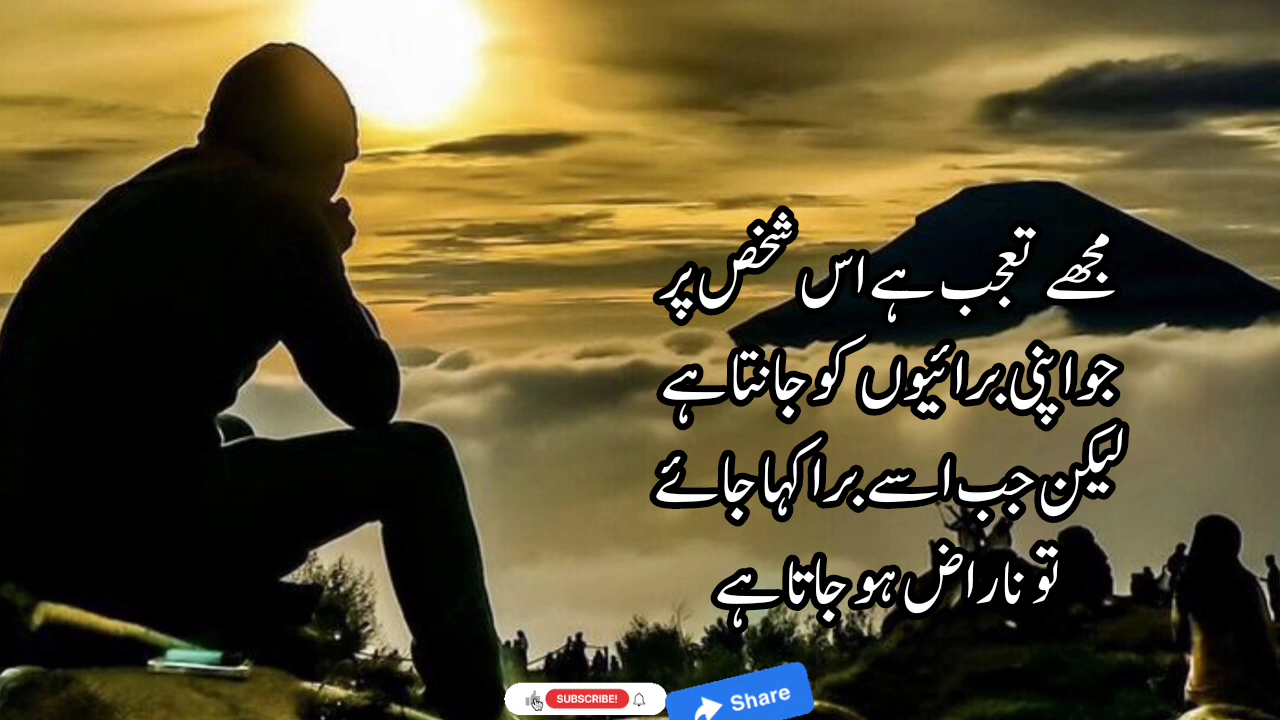 مجھے تعجب ہے اس شخص پر
جو اپنی برائیوں کو جانتا ہے
لیکن جب اسے برا کہا جائے
تو ناراض ہو جاتا ہے
SUBSCRIBE!
Share